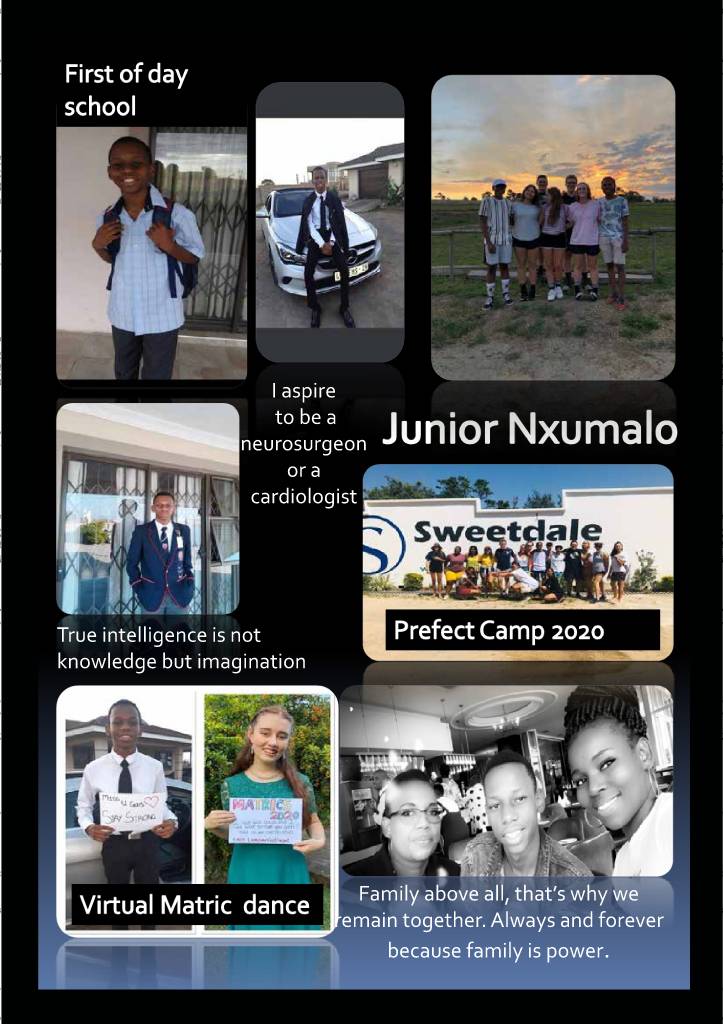 First of day
school
I aspire
to be a
neurosurgeon
or a
cardiologist
Junior Nxumalo
Sweetdale
Prefect Camp 2020
True intelligence is not
knowledge but imagination
STAY STRONG
MATRICS
2020
Virtual Matric dance
Family above all, that's why we
remain together. Always and forever
because family is power.